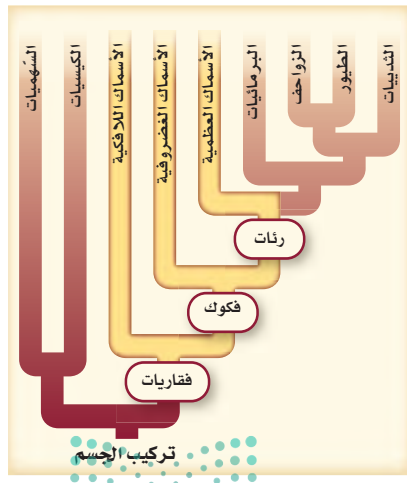 الثدييات
الطيور
الزواحف
البرمائيات
الأسماك العظمية
الأسماك الغضروفية
الأسماك اللافكية
الكيسيات
السهميات
رئات
فكوك
فقاريات
تركيب الجسم